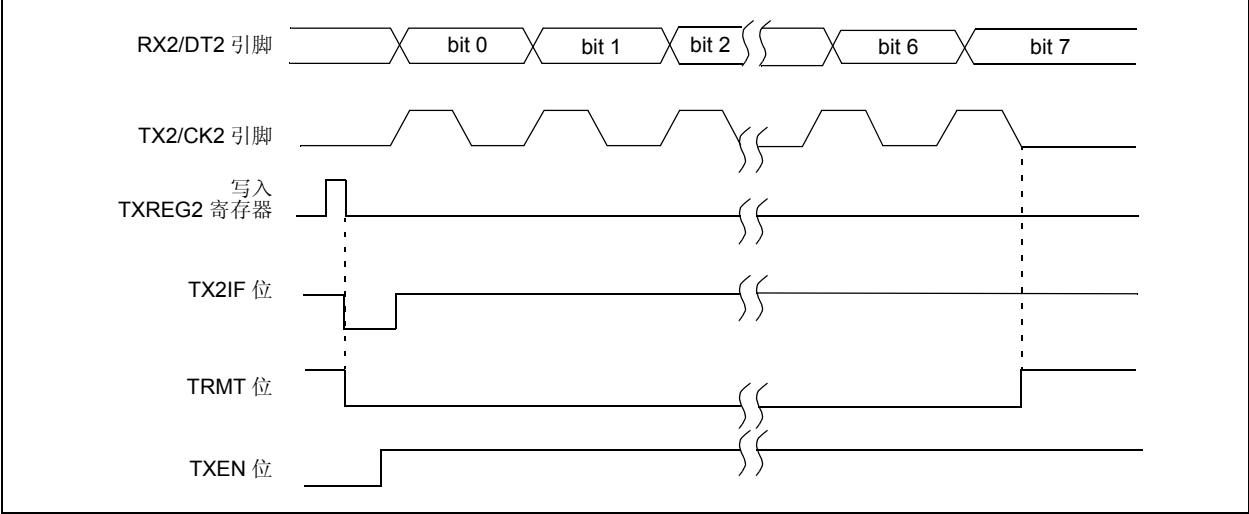 RX2/DT2 引脚
bit 0 bit 1 bit 2 bit 6 bit 7
TX2/CK2 引脚
写入
TXREG2 寄存器
TX2IF 位
TRMT 位
TXEN 位